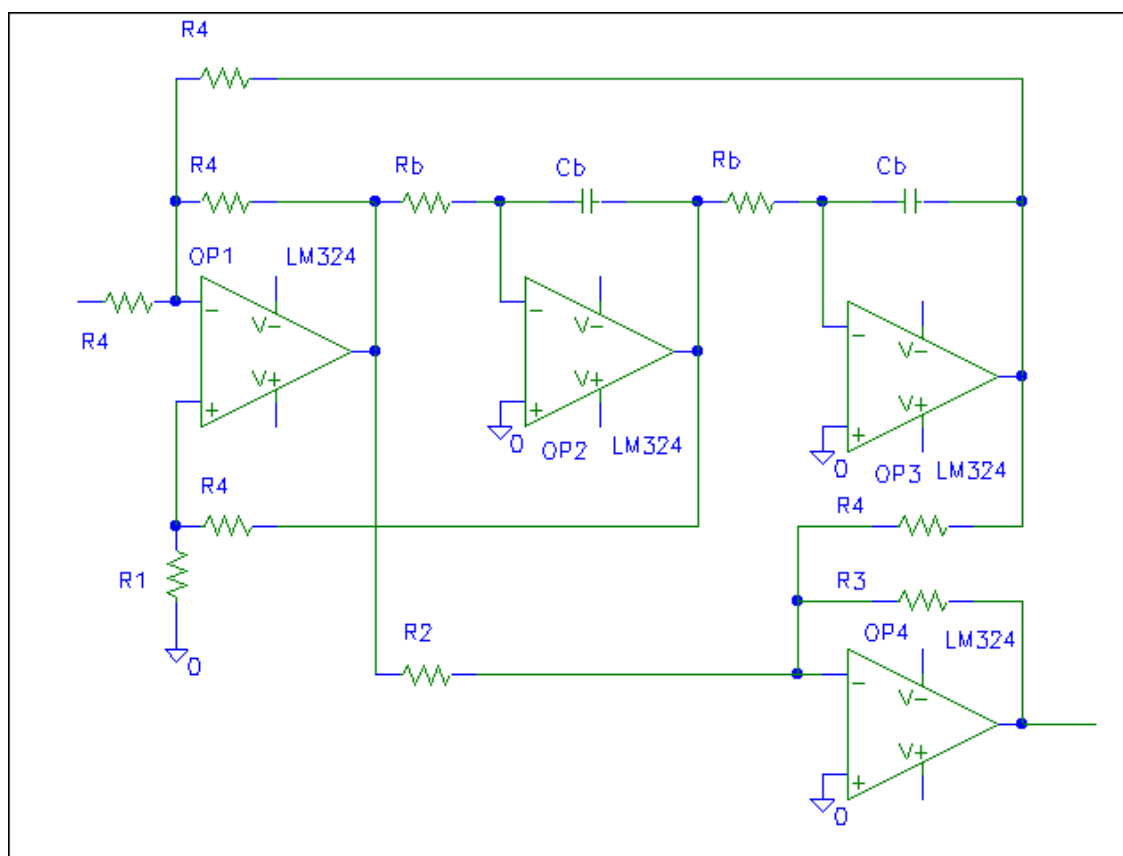 R4
R4 Rb Cb Rb Cb
OP1 LM324
R4
- V- V+ +
- V- V+ +
0 OP2 LM324
- V- V+ +
0 OP3 LM324
R4
R1
0
R4
R3
R2
OP4 LM324
- V- V+ +
0